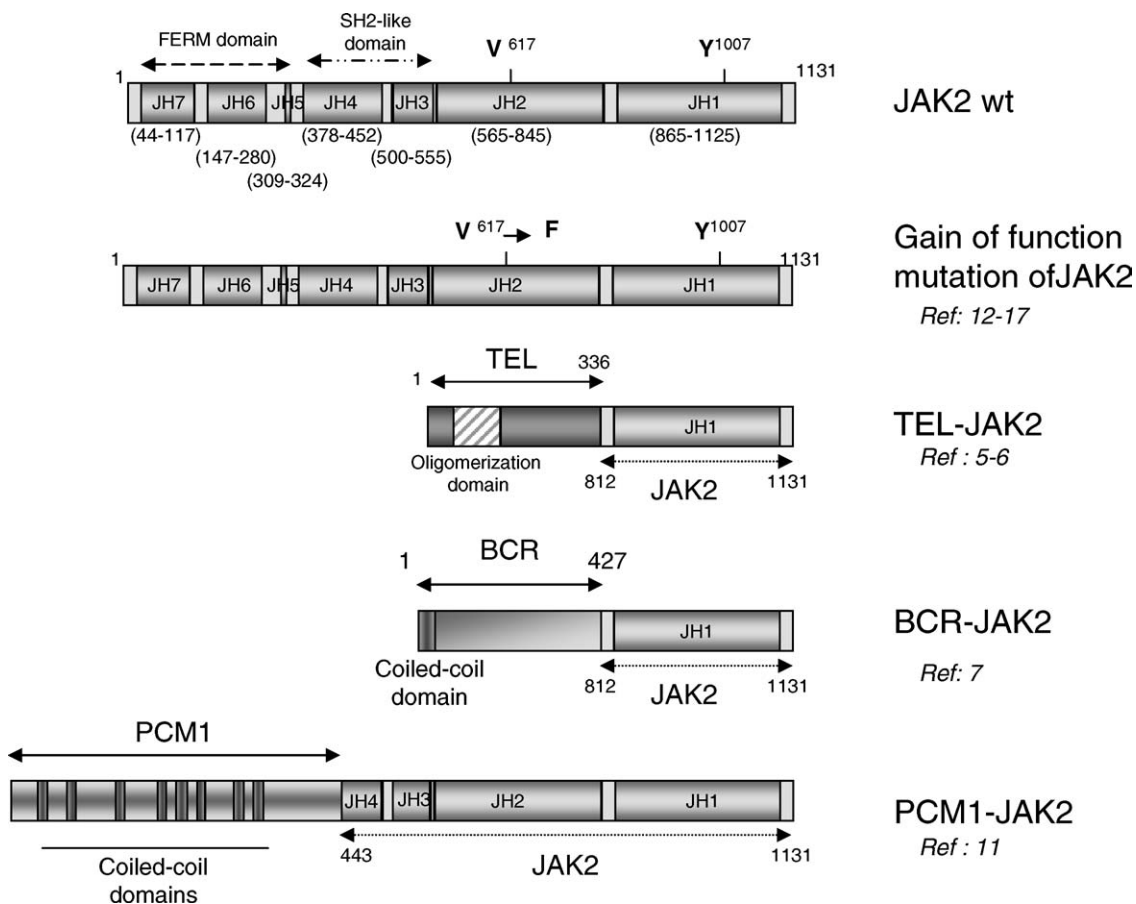 SH2-like
domain
FERM domain
V 617
Y1007
1
1131
JH7
JH6
JH5
JH4
JH3
JH2
JH1
JAK2 wt
(44-117)
(378-452)
(565-845)
(865-1125)
(147-280)
(500-555)
(309-324)
V 617 F
Y1007
1
1131
JH7
JH6
JH5
JH4
JH3
JH2
JH1
Gain of function
mutation ofJAK2
Ref: 12-17
TEL
1
336
JH1
TEL-JAK2
Ref : 5-6
Oligomerization
domain
812
JAK2
1131
BCR
1
427
JH1
BCR-JAK2
Ref: 7
Coiled-coil
domain
812
JAK2
1131
PCM1
JH4
JH3
JH2
JH1
PCM1-JAK2
Ref : 11
Coiled-coil
domains
443
JAK2
1131